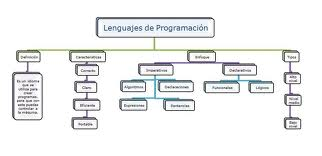 Lenguajes de Programación
Definición
Características
Enfoque
Tipos
Es un idioma
que se
utiliza para
crear
programas,
para que con
este puedas
controlar a
la máquina.
Correcto
Claro
Eficiente
Portable
Imperativos
Declarativos
Algoritmos
Declaraciones
Expresiones
Sentencias
Funcionales
Lógicos
Alto
nivel
Nivel
medio
Bajo
nivel